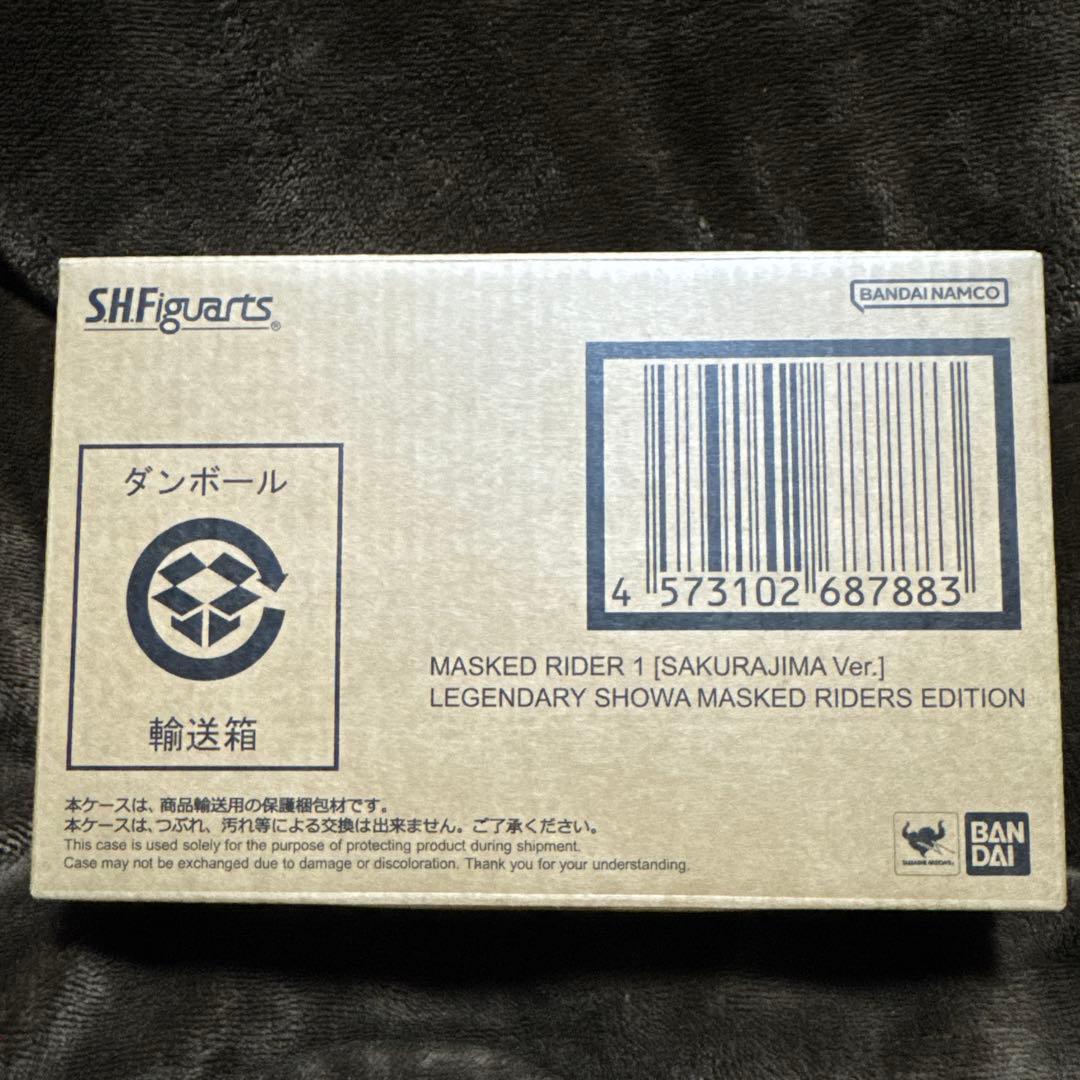 S.H.Figuarts®
BANDAI NAMCO
4 573102 687883
ダンボール
輸送箱
MASKED RIDER 1 [SAKURAJIMA Ver.]
LEGENDARY SHOWA MASKED RIDERS EDITION
本ケースは、商品輸送用の保護梱包材です。
本ケースは、つぶれ、汚れ等による交換は出来ません。ご了承ください。
This case is used solely for the purpose of protecting product during shipment.
Case may not be exchanged due to damage or discoloration. Thank you for your understanding.
BAN
DAI